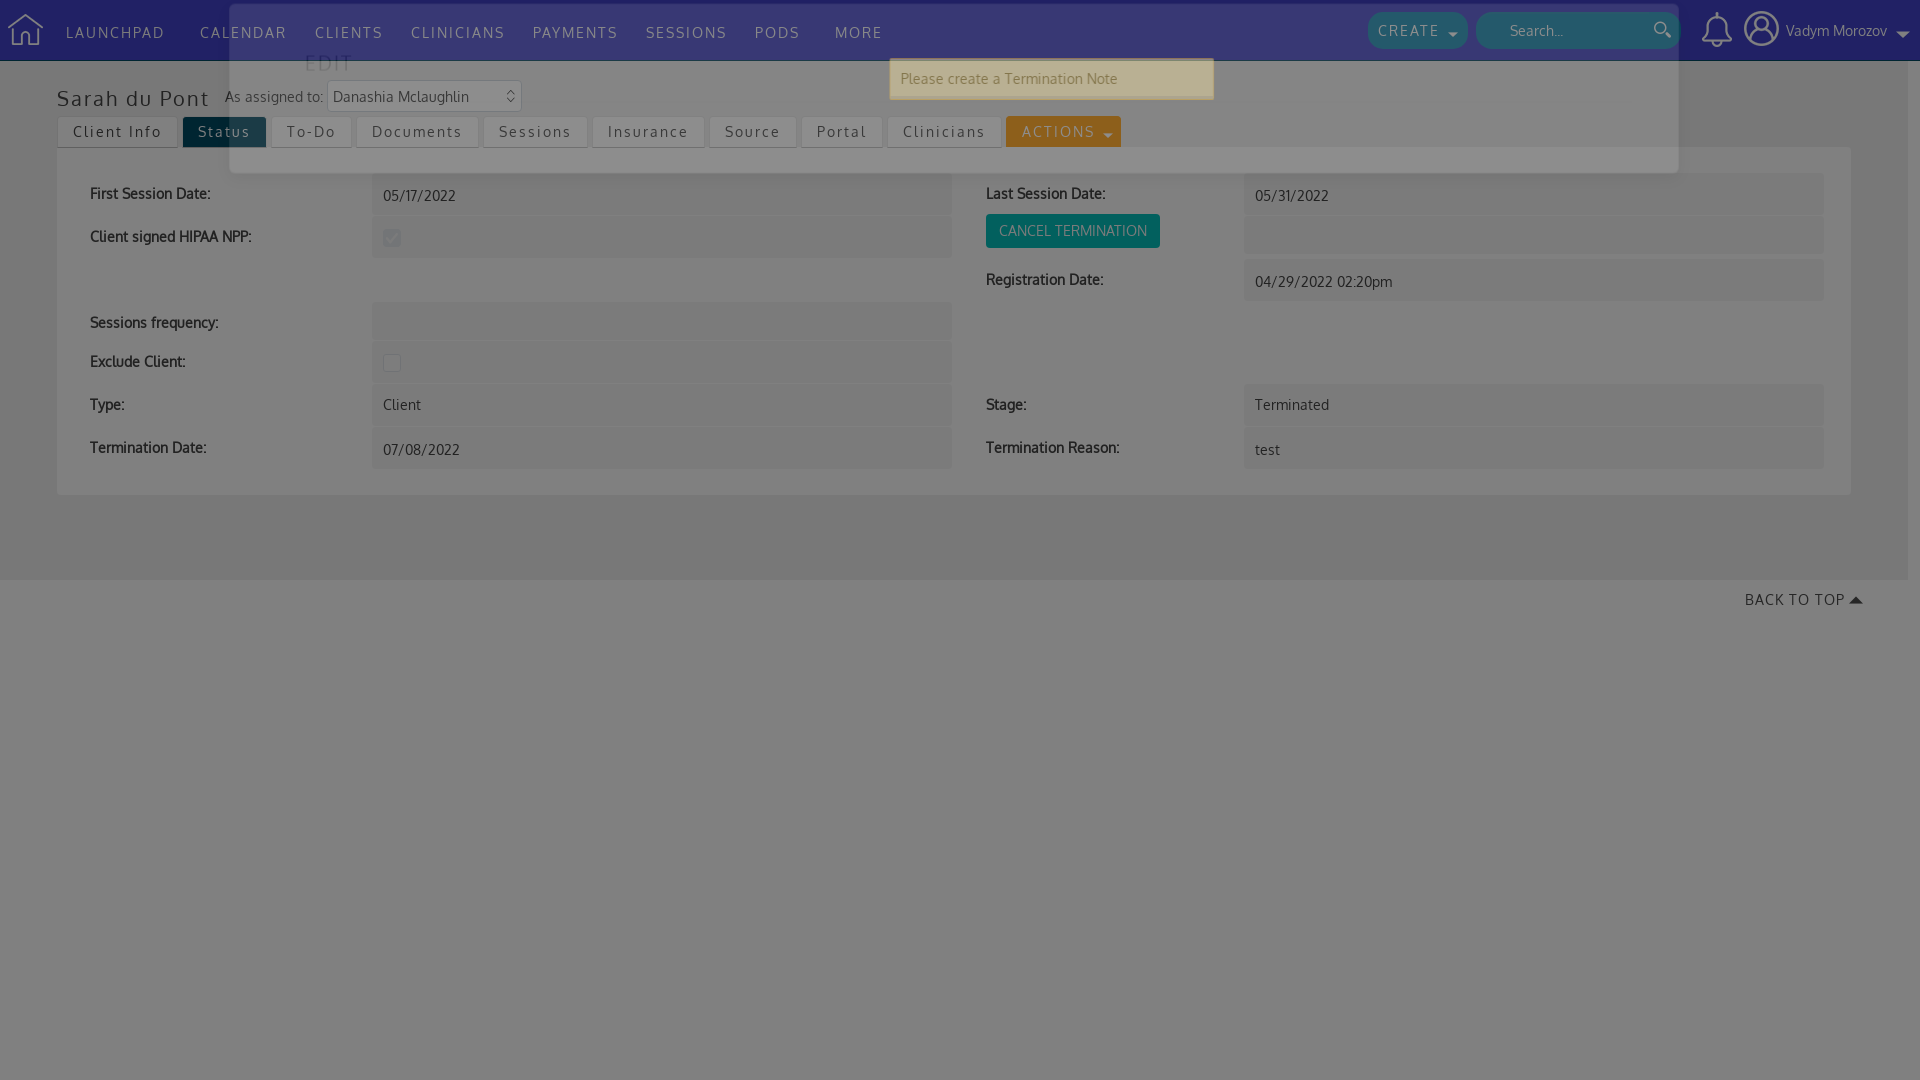 LAUNCHPAD CALENDAR CLIENTS CLINICIANS PAYMENTS SESSIONS PODS MORE CREATE Search... Vadym Morozov
EDIT
Please create a Termination Note
Sarah du Pont As assigned to: Danashia Mclaughlin
Client Info Status To-Do Documents Sessions Insurance Source Portal Clinicians ACTIONS
First Session Date: 05/17/2022 Last Session Date: 05/31/2022
Client signed HIPAA NPP: CANCEL TERMINATION
Registration Date: 04/29/2022 02:20pm
Sessions frequency:
Exclude Client:
Type: Client Stage: Terminated
Termination Date: 07/08/2022 Termination Reason: test
BACK TO TOP